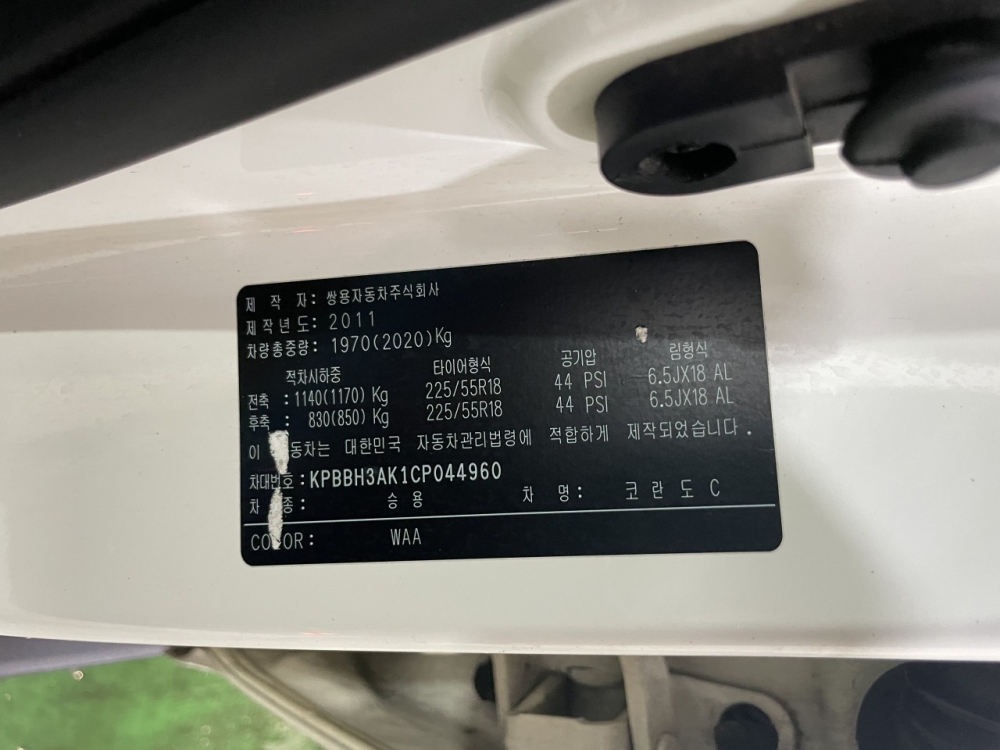 제 작 자: 쌍용자동차주식회사
제작년도: 2011
차량총중량: 1970(2020)Kg
적차시하중 타이어형식 공기압 림형식
전축 : 1140(1170) Kg 225/55R18 44 PSI 6.5JX18 AL
후축 : 830(850) Kg 225/55R18 44 PSI 6.5JX18 AL
이 동차는 대한민국 자동차관리법령에 적합하게 제작되었습니다.
차대번호:KPBBH3AK1CP044960
차 종: 승 용 차 명: 코 란 도 C
COLOR: WAA